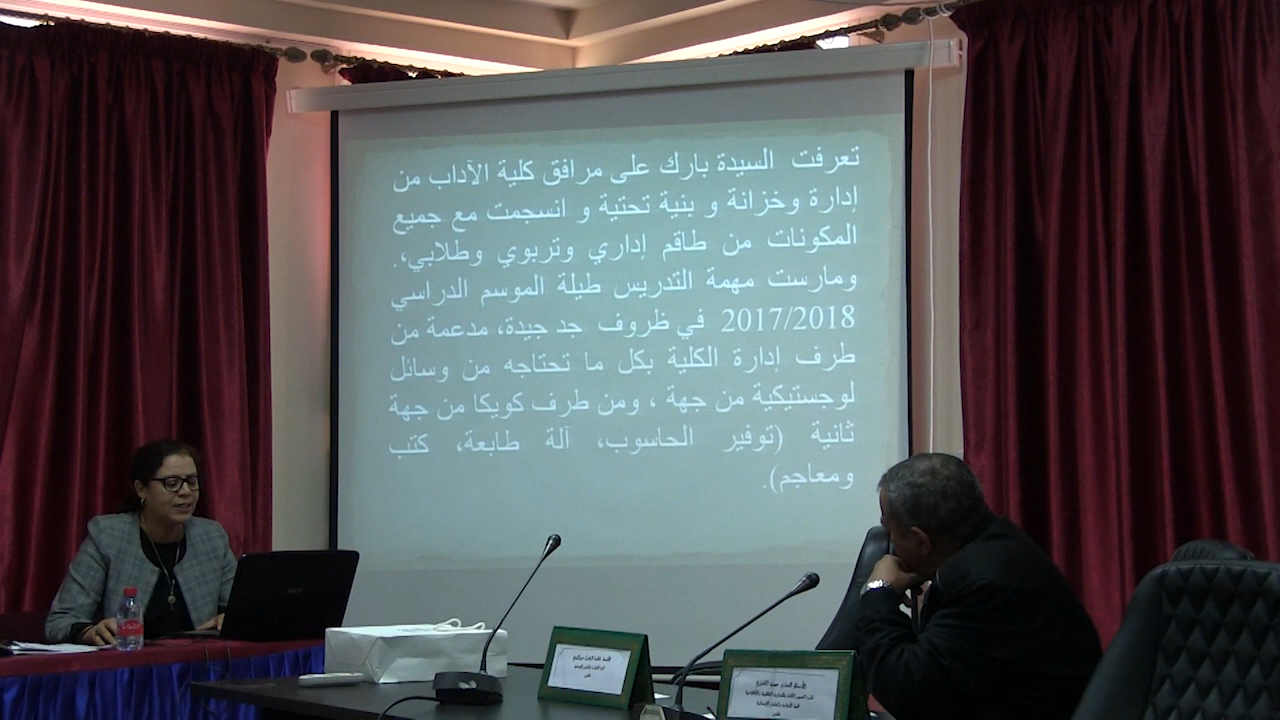 تعرفت السيدة بارك على مرافق كلية الآداب من
إدارة وخزانة و بنية تحتية و انسجمت مع جميع
المكونات من طاقم إداري وتربوي وطلابي،.
ومارست مهمة التدريس طيلة الموسم الدراسي
2017/2018 في ظروف جد جيدة، مدعمة من
طرف إدارة الكلية بكل ما تحتاجه من وسائل
لوجستيكية من جهة ، ومن طرف كويكا من جهة
ثانية (توفير الحاسوب، آلة طابعة، كتب
ومعاجم).